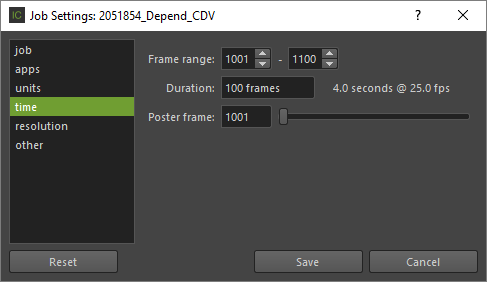 IC Job Settings: 2051854_Depend_CDV ? ×
job
apps
units
time
resolution
other
Frame range: 1001 - 1100
Duration: 100 frames 4.0 seconds @ 25.0 fps
Poster frame: 1001
Reset Save Cancel